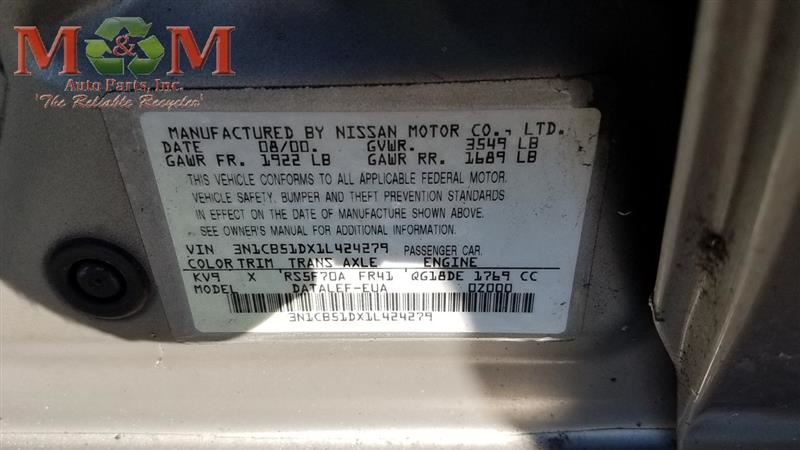 M&M
Auto Parts, Inc.
"The Reliable Recycler"
MANUFACTURED BY NISSAN MOTOR CO., LTD.
DATE 08/00. GVWR. 3549 LB
GAWR FR. 1922 LB GAWR RR. 1689 LB
THIS VEHICLE CONFORMS TO ALL APPLICABLE FEDERAL MOTOR
VEHICLE SAFETY, BUMPER AND THEFT PREVENTION STANDARDS
IN EFFECT ON THE DATE OF MANUFACTURE SHOWN ABOVE.
SEE OWNER'S MANUAL FOR ADDITIONAL INFORMATION.
VIN 3N1CB51DX1L424279 PASSENGER CAR.
COLOR TRIM TRANS AXLE ENGINE
KV9 X RS5F70A FR41 QG18DE 1769 CC
MODEL DATALEF-EUA 0Z000
3N1CB51DX1L424279